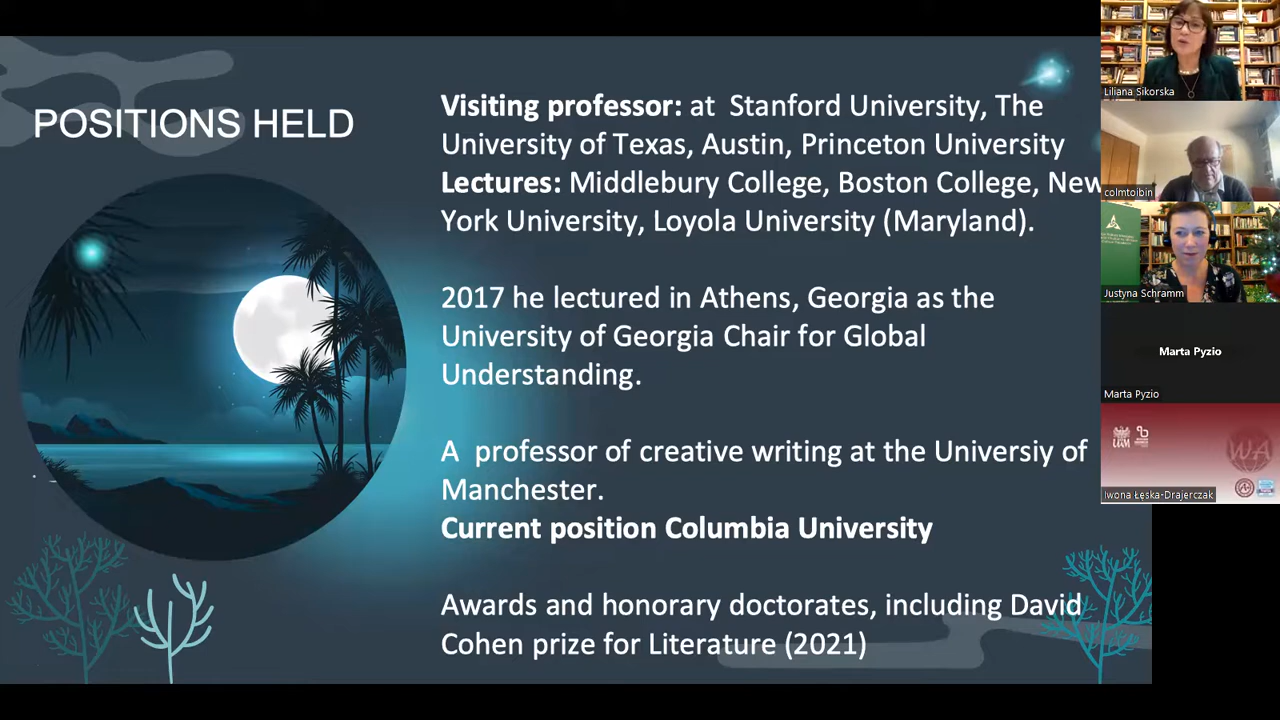 POSITIONS HELD
Visiting professor: at Stanford University, The
University of Texas, Austin, Princeton University
Lectures: Middlebury College, Boston College, New
York University, Loyola University (Maryland).
2017 he lectured in Athens, Georgia as the
University of Georgia Chair for Global
Understanding.
A professor of creative writing at the Universiy of
Manchester.
Current position Columbia University
Awards and honorary doctorates, including David
Cohen prize for Literature (2021)
Liliana Sikorska
colmtoibin
Justyna Schramm
Marta Pyzio
Marta Pyzio
UAM
WA
Iwona Łęska-Drajerczak